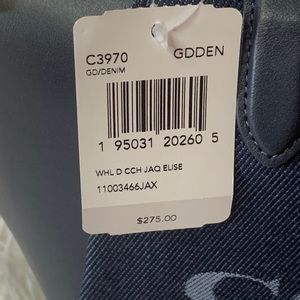 C3970 GDDEN
GD/DENIM
1 95031 20260 5
WHL D CCH JAQ ELISE
11003466JAX
$275.00